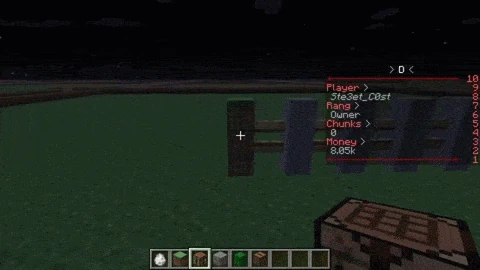 > D <
10
Player > 9
Ste3et_C0st 8
Rang > 7
Owner 6
Chunks > 5
0 4
Money > 3
8,05k 2
1